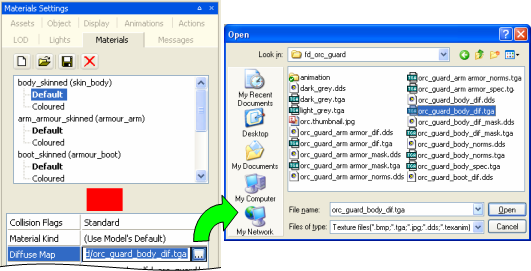 Materials Settings
Assets Object Display Animations Actions
LOD Lights Materials Messages
body_skinned (skin_body)
Default
Coloured
arm_armour_skinned (armour_arm)
Default
Coloured
boot_skinned (armour_boot)
Default
Coloured
Collision Flags Standard
Material Kind (Use Model's Default)
Diffuse Map d/orc_guard_body_dif.tga ...
Open
Look in: fd_orc_guard
My Recent Documents
Desktop
My Documents
My Computer
My Network
animation
dark_grey.dds
dark_grey.tga
light_grey.tga
orc.thumbnail.jpg
orc_guard_arm armor_dif.dds
orc_guard_arm armor_dif.tga
orc_guard_arm armor_mask.dds
orc_guard_arm armor_norms.dds
orc_guard_arm armor_norms.tga
orc_guard_arm armor_spec.tg
orc_guard_body_dif.dds
orc_guard_body_dif.tga
orc_guard_body_dif_mask.dds
orc_guard_body_dif_mask.tga
orc_guard_body_norms.dds
orc_guard_body_norms.tga
orc_guard_body_spec.tga
orc_guard_boot_dif.dds
File name: orc_guard_body_dif.tga Open
Files of type: Texture files(*.bmp;*.tga;*.jpg;*.dds;*.texanim) Cancel